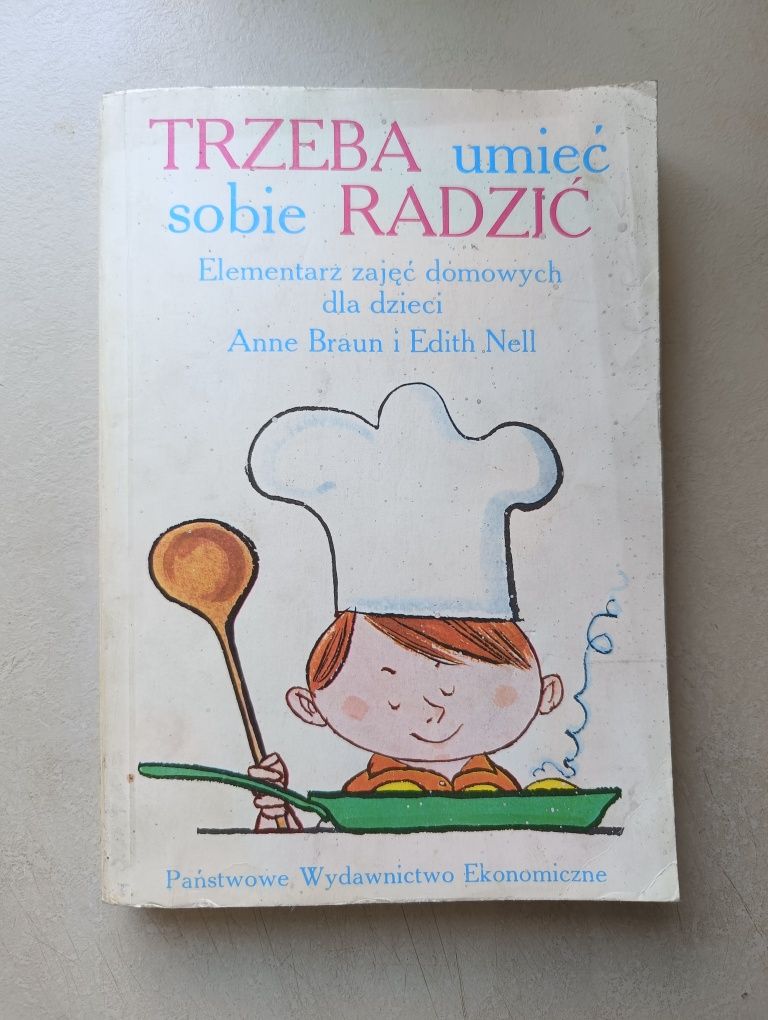 TRZEBA umieć
sobie RADZIĆ
Elementarz zajęć domowych
dla dzieci
Anne Braun i Edith Nell
Państwowe Wydawnictwo Ekonomiczne